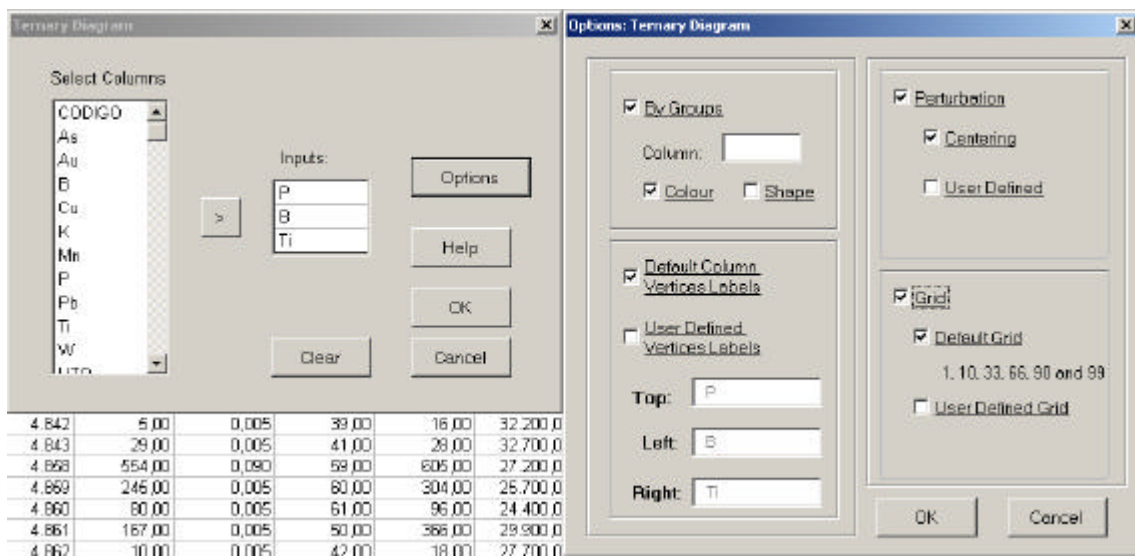 Ternary Diagram
Select Columns
CODIGO
As
Au
B
Cu
K
Mn
P
Pb
Ti
W
Inputs:
P
B
Ti
>
Options
Help
OK
Clear
Cancel
4.842 5,00 0,005 39,00 16,00 32.200,0
4.843 29,00 0,005 41,00 28,00 32.700,0
4.858 554,00 0,090 59,00 605,00 27.200,0
4.859 245,00 0,005 60,00 304,00 25.700,0
4.860 80,00 0,005 61,00 96,00 24.400,0
4.861 167,00 0,005 50,00 366,00 29.900,0
4.862 10,00 0,005 42,00 18,00 27.700,0
Options: Ternary Diagram
By Groups
Column:
Colour Shape
Default Column
Vertices Labels
User Defined
Vertices Labels
Top: P
Left: B
Right: Ti
Perturbation
Centering
User Defined
Grid
Default Grid
1, 10, 33, 66, 90 and 99
User Defined Grid
OK Cancel